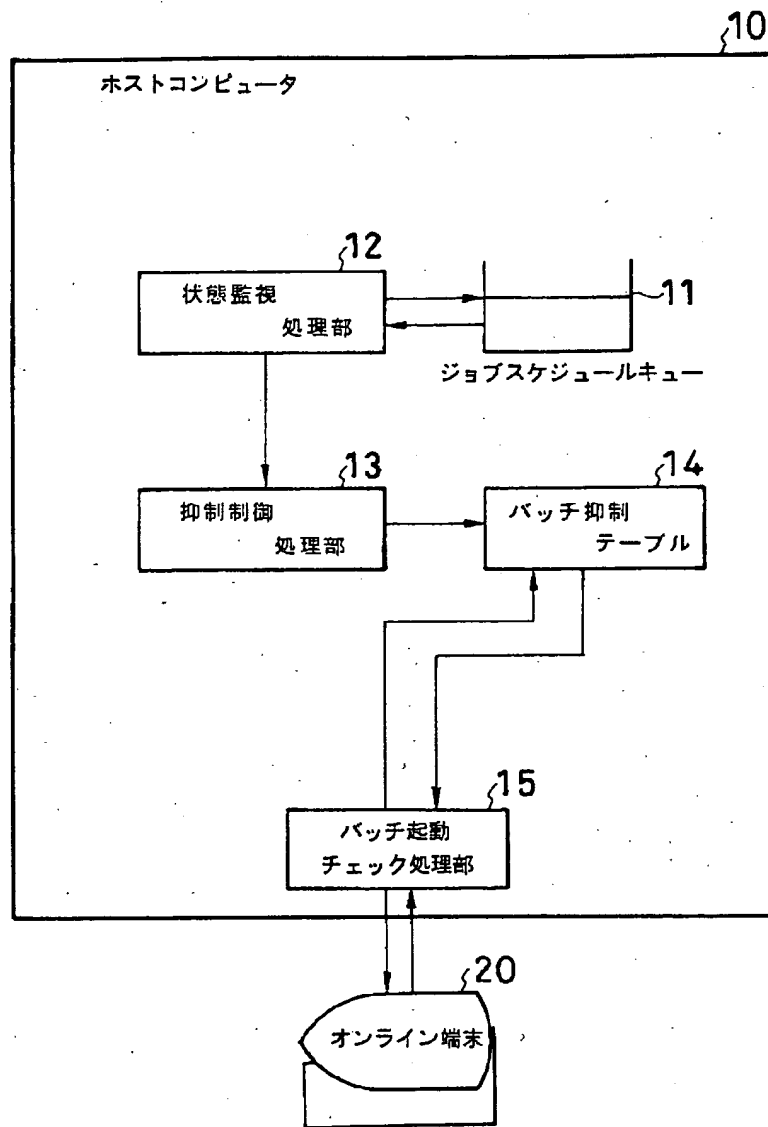 10
ホストコンピュータ
12
状態監視
処理部
11
ジョブスケジュールキュー
13
抑制制御
処理部
14
バッチ抑制
テーブル
15
バッチ起動
チェック処理部
20
オンライン端末